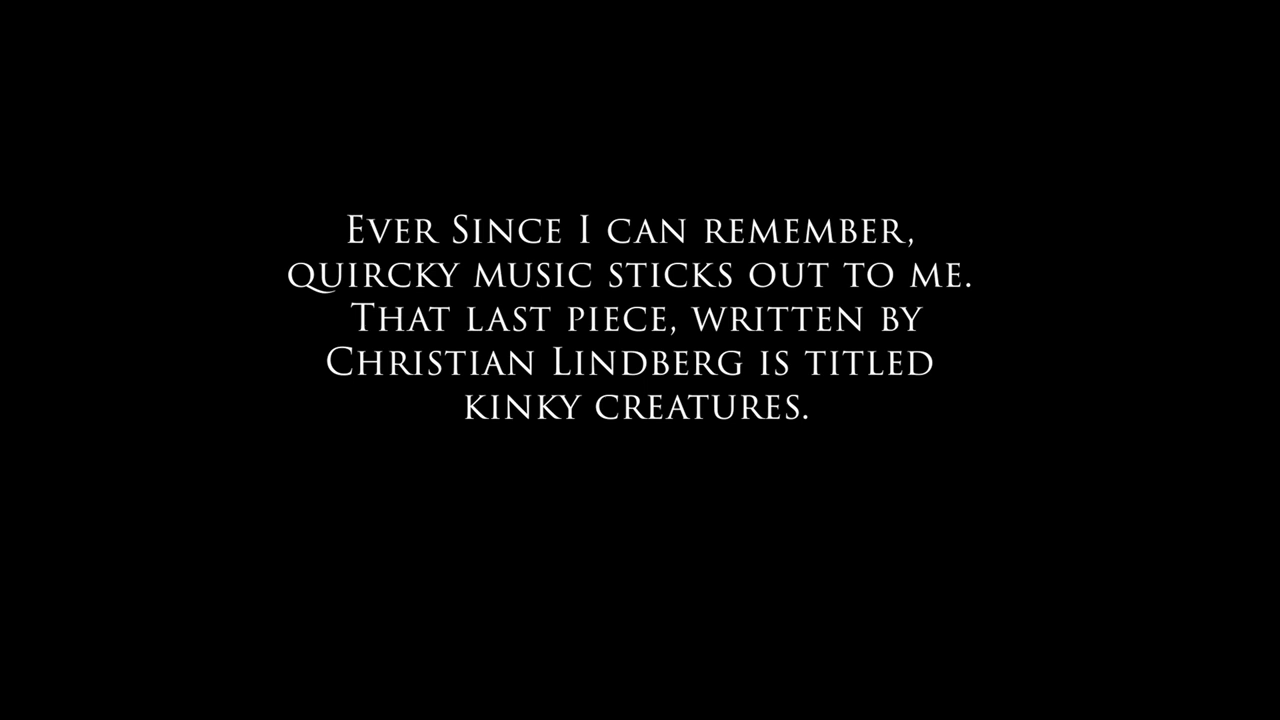 Ever Since I can remember,
quircky music sticks out to me.
That last piece, written by
Christian Lindberg is titled
kinky creatures.